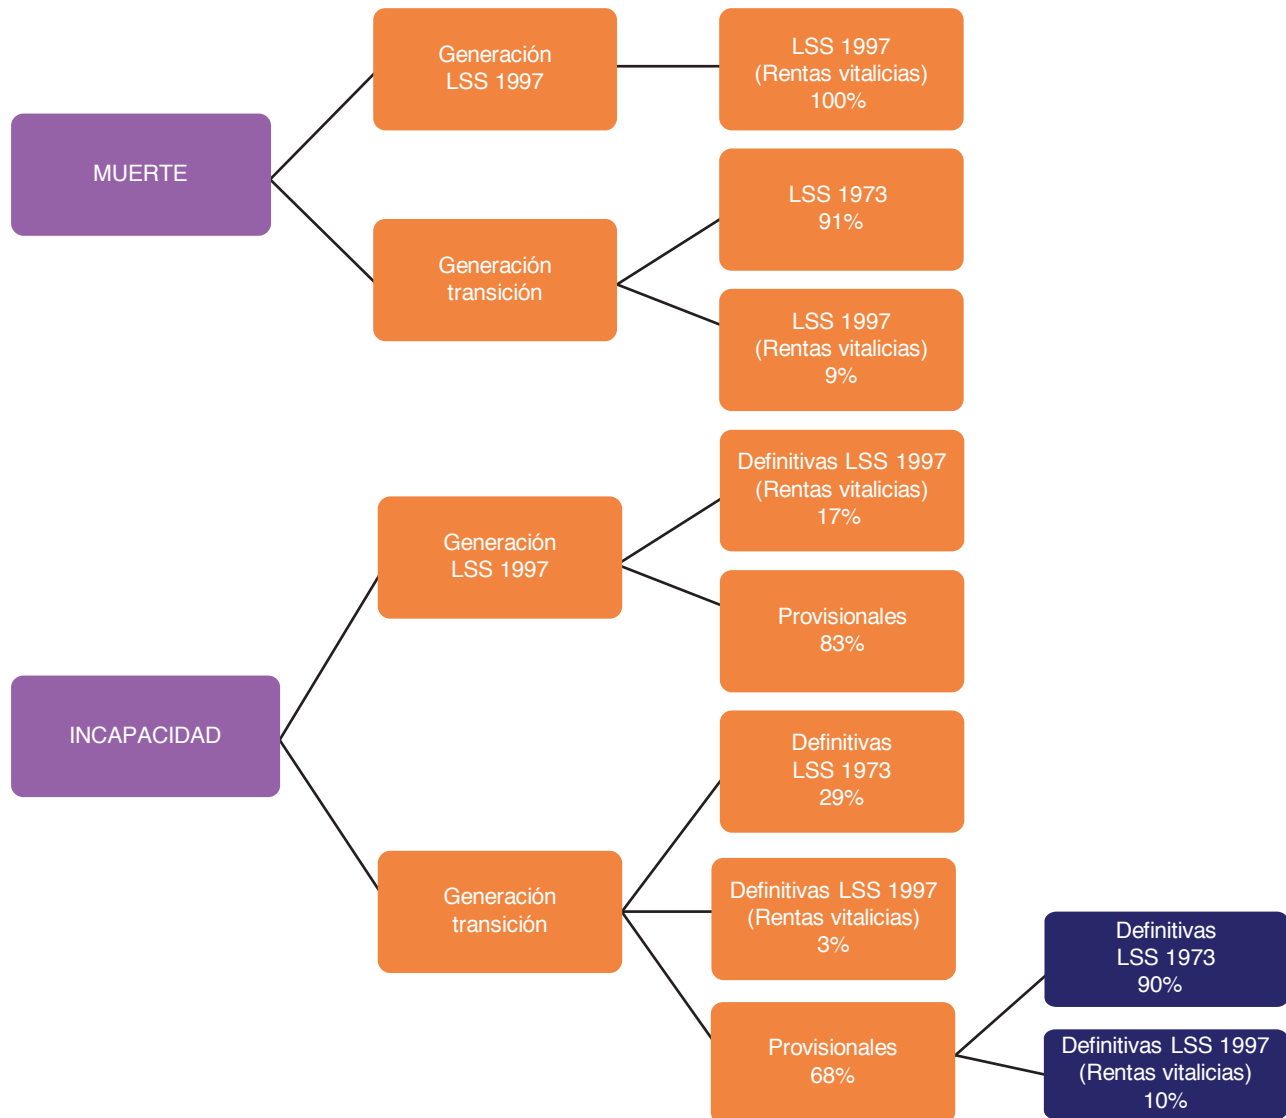 MUERTE
Generación
LSS 1997
LSS 1997
(Rentas vitalicias)
100%
Generación
transición
LSS 1973
91%
LSS 1997
(Rentas vitalicias)
9%
INCAPACIDAD
Generación
LSS 1997
Definitivas LSS 1997
(Rentas vitalicias)
17%
Provisionales
83%
Generación
transición
Definitivas
LSS 1973
29%
Definitivas LSS 1997
(Rentas vitalicias)
3%
Provisionales
68%
Definitivas
LSS 1973
90%
Definitivas LSS 1997
(Rentas vitalicias)
10%